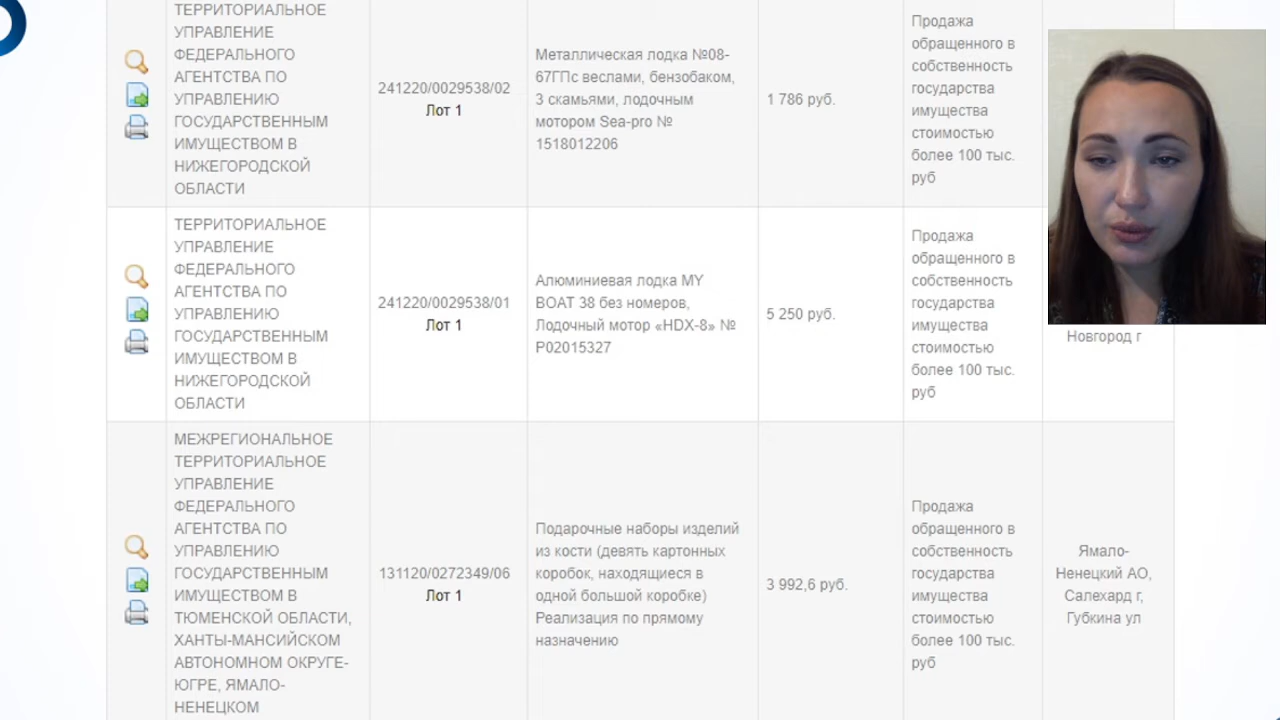 ТЕРРИТОРИАЛЬНОЕ
УПРАВЛЕНИЕ
ФЕДЕРАЛЬНОГО
АГЕНТСТВА ПО
УПРАВЛЕНИЮ
ГОСУДАРСТВЕННЫМ
ИМУЩЕСТВОМ В
НИЖЕГОРОДСКОЙ
ОБЛАСТИ
241220/0029538/02
Лот 1
Металлическая лодка №08-
67ГПс веслами, бензобаком,
3 скамьями, лодочным
мотором Sea-pro №
1518012206
1 786 руб.
Продажа
обращенного в
собственность
государства
имущества
стоимостью
более 100 тыс.
руб
ТЕРРИТОРИАЛЬНОЕ
УПРАВЛЕНИЕ
ФЕДЕРАЛЬНОГО
АГЕНТСТВА ПО
УПРАВЛЕНИЮ
ГОСУДАРСТВЕННЫМ
ИМУЩЕСТВОМ В
НИЖЕГОРОДСКОЙ
ОБЛАСТИ
241220/0029538/01
Лот 1
Алюминиевая лодка MY
BOAT 38 без номеров,
Лодочный мотор «HDX-8» №
P02015327
5 250 руб.
Продажа
обращенного в
собственность
государства
имущества
стоимостью
более 100 тыс.
руб
Новгород г
МЕЖРЕГИОНАЛЬНОЕ
ТЕРРИТОРИАЛЬНОЕ
УПРАВЛЕНИЕ
ФЕДЕРАЛЬНОГО
АГЕНТСТВА ПО
УПРАВЛЕНИЮ
ГОСУДАРСТВЕННЫМ
ИМУЩЕСТВОМ В
ТЮМЕНСКОЙ ОБЛАСТИ,
ХАНТЫ-МАНСИЙСКОМ
АВТОНОМНОМ ОКРУГЕ-
ЮГРЕ, ЯМАЛО-
НЕНЕЦКОМ
131120/0272349/06
Лот 1
Подарочные наборы изделий
из кости (девять картонных
коробок, находящиеся в
одной большой коробке)
Реализация по прямому
назначению
3 992,6 руб.
Продажа
обращенного в
собственность
государства
имущества
стоимостью
более 100 тыс.
руб
Ямало-
Ненецкий АО,
Салехард г,
Губкина ул